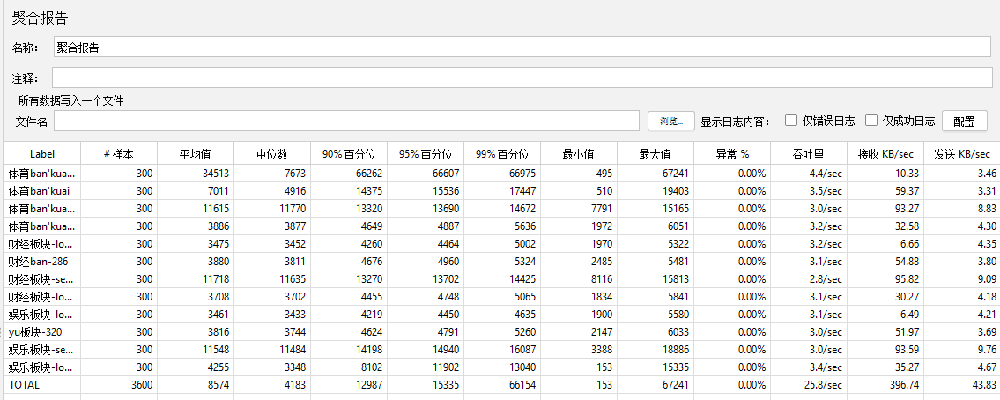 聚合报告
名称： 聚合报告
注释：
所有数据写入一个文件
文件名 浏览... 显示日志内容： 仅错误日志 仅成功日志 配置
Label # 样本 平均值 中位数 90% 百分位 95% 百分位 99% 百分位 最小值 最大值 异常 % 吞吐量 接收 KB/sec 发送 KB/sec
体育ban'kua... 300 34513 7673 66262 66607 66975 495 67241 0.00% 4.4/sec 10.33 3.46
体育ban'kuai 300 7011 4916 14375 15536 17447 510 19403 0.00% 3.5/sec 59.37 3.31
体育ban'kua... 300 11615 11770 13320 13690 14672 7791 15165 0.00% 3.0/sec 93.27 8.83
体育ban'kua... 300 3886 3877 4649 4887 5636 1972 6051 0.00% 3.2/sec 32.58 4.30
财经板块-lo... 300 3475 3452 4260 4464 5002 1970 5322 0.00% 3.2/sec 6.66 4.35
财经ban-286 300 3880 3811 4676 4960 5324 2485 5481 0.00% 3.1/sec 54.88 3.80
财经板块-se... 300 11718 11635 13270 13702 14425 8116 15813 0.00% 2.8/sec 95.82 9.09
财经板块-lo... 300 3708 3702 4455 4748 5065 1834 5841 0.00% 3.1/sec 30.27 4.18
娱乐板块-lo... 300 3461 3433 4219 4450 4635 1900 5580 0.00% 3.1/sec 6.49 4.21
yu板块-320 300 3816 3744 4624 4791 5260 2147 6033 0.00% 3.0/sec 51.97 3.69
娱乐板块-se... 300 11548 11484 14198 14940 16087 3388 18886 0.00% 3.0/sec 93.59 9.76
娱乐板块-lo... 300 4255 3348 8102 11902 13040 153 15335 0.00% 3.4/sec 35.27 4.67
TOTAL 3600 8574 4183 12987 15335 66154 153 67241 0.00% 25.8/sec 396.74 43.83